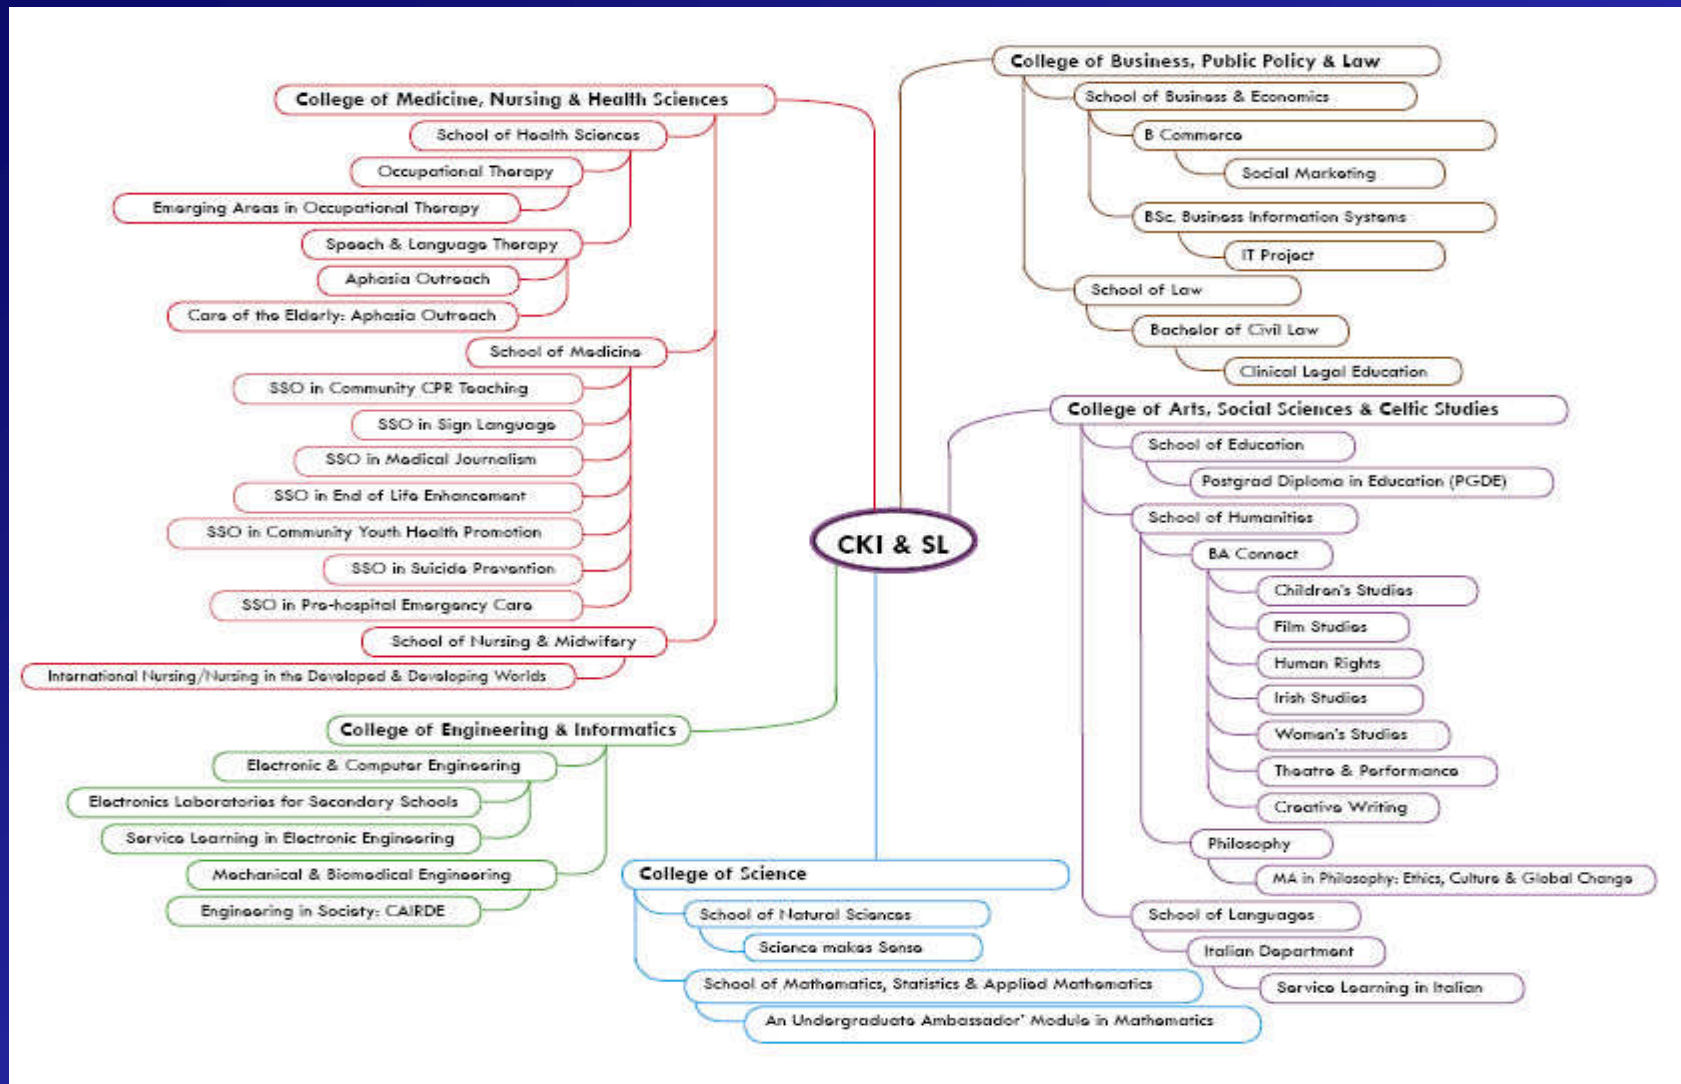 College of Medicine, Nursing & Health Sciences
School of Health Sciences
Occupational Therapy
Emerging Areas in Occupational Therapy
Speech & Language Therapy
Aphasia Outreach
Care of the Elderly: Aphasia Outreach
School of Medicine
SSO in Community CPR Teaching
SSO in Sign Language
SSO in Medical Journalism
SSO in End of Life Enhancement
SSO in Community Youth Health Promotion
SSO in Suicide Prevention
SSO in Pre-hospital Emergency Care
School of Nursing & Midwifery
International Nursing/Nursing in the Developed & Developing Worlds
College of Engineering & Informatics
Electronic & Computer Engineering
Electronics Laboratories for Secondary Schools
Service Learning in Electronic Engineering
Mechanical & Biomedical Engineering
Engineering in Society: CAIRDE
CKI & SL
College of Business, Public Policy & Law
School of Business & Economics
B Commerce
Social Marketing
BSc. Business Information Systems
IT Project
School of Law
Bachelor of Civil Law
Clinical Legal Education
College of Arts, Social Sciences & Celtic Studies
School of Education
Postgrad Diploma in Education (PGDE)
School of Humanities
BA Connect
Children's Studies
Film Studies
Human Rights
Irish Studies
Women's Studies
Theatre & Performance
Creative Writing
Philosophy
MA in Philosophy: Ethics, Culture & Global Change
School of Languages
Italian Department
Service Learning in Italian
College of Science
School of Natural Sciences
Science makes Sense
School of Mathematics, Statistics & Applied Mathematics
An Undergraduate Ambassador' Module in Mathematics